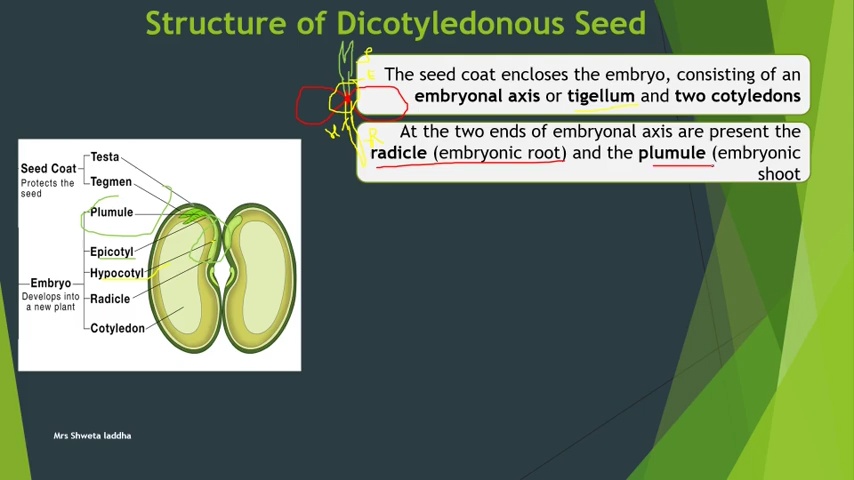 Structure of Dicotyledonous Seed
The seed coat encloses the embryo, consisting of an
embryonal axis or tigellum and two cotyledons
At the two ends of embryonal axis are present the
radicle (embryonic root) and the plumule (embryonic
shoot
Seed Coat
Protects the
seed
Testa
Tegmen
Plumule
Epicotyl
Hypocotyl
Embryo
Develops into
a new plant
Radicle
Cotyledon
Mrs Shweta laddha
S
E
H
R